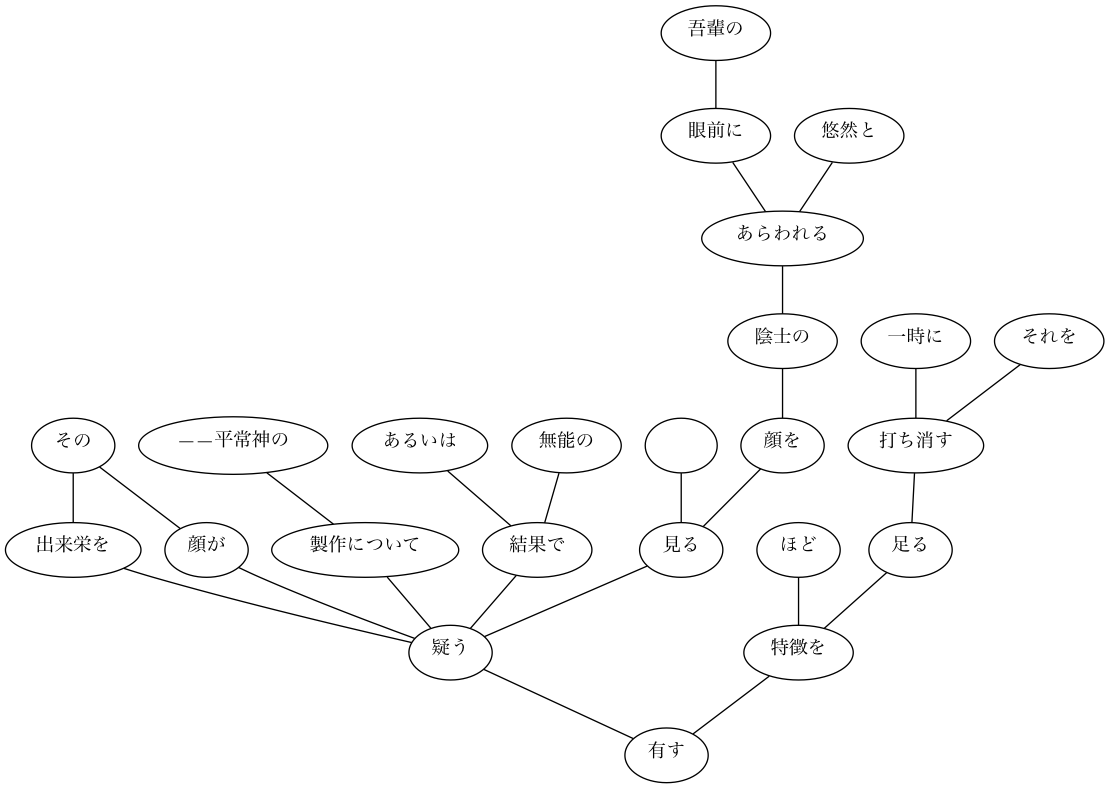 吾輩の
眼前に
悠然と
あらわれる
陰士の
一時に
それを
その
——平常神の
あるいは
無能の
顔を
打ち消す
出来栄を
顔が
製作について
結果で
見る
ほど
足る
疑う
特徴を
有す